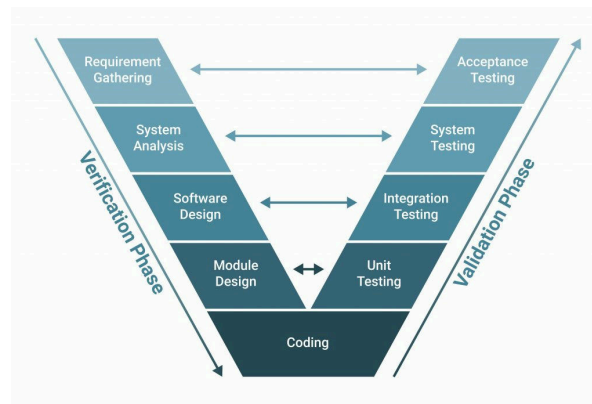 Requirement
Gathering
Acceptance
Testing
System
Analysis
System
Testing
Software
Design
Integration
Testing
Module
Design
Unit
Testing
Coding
Verification Phase
Validation Phase